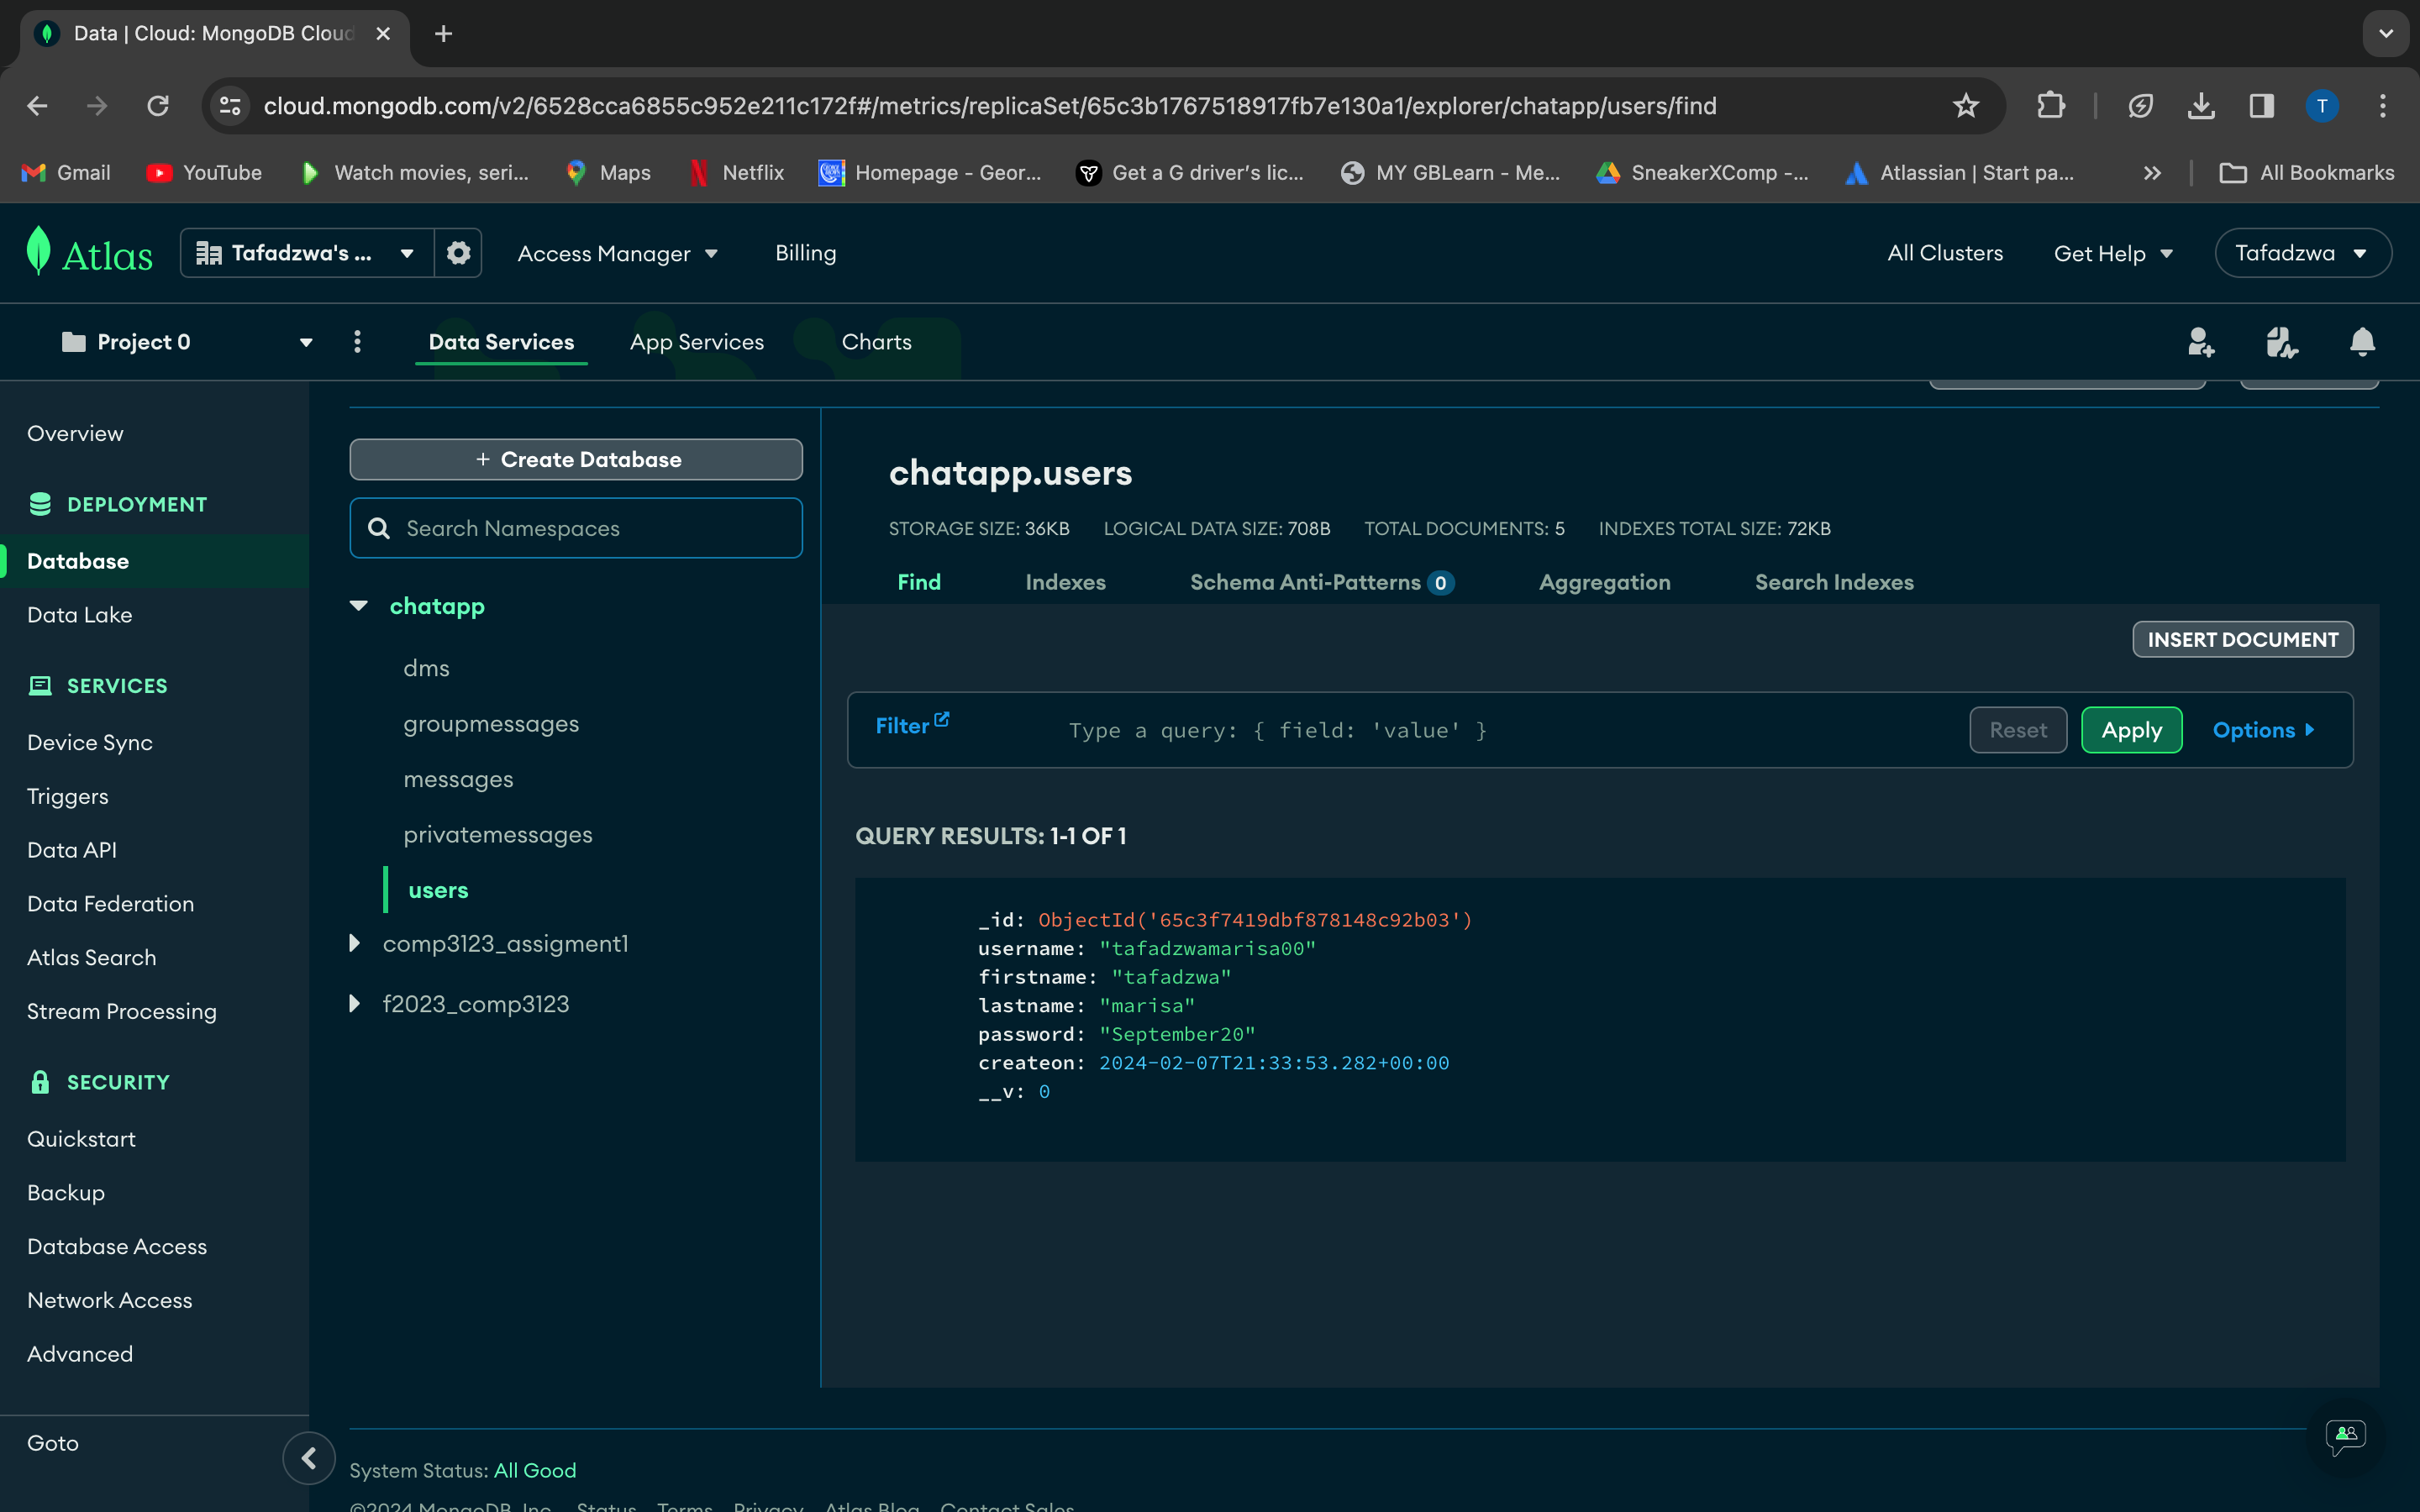 Data | Cloud: MongoDB Cloud
cloud.mongodb.com/v2/6528cca6855c952e211c172f#/metrics/replicaSet/65c3b1767518917fb7e130a1/explorer/chatapp/users/find
T
Gmail YouTube Watch movies, seri... Maps Netflix Homepage - Geor... Get a G driver's lic... MY GBLearn - Me... SneakerXComp -... Atlassian | Start pa... All Bookmarks
Atlas Tafadzwa's ... Access Manager Billing All Clusters Get Help Tafadzwa
Project 0 Data Services App Services Charts
Overview
DEPLOYMENT
Database
Data Lake
SERVICES
Device Sync
Triggers
Data API
Data Federation
Atlas Search
Stream Processing
SECURITY
Quickstart
Backup
Database Access
Network Access
Advanced
Goto
+ Create Database
Search Namespaces
chatapp
dms
groupmessages
messages
privatemessages
users
comp3123_assigment1
f2023_comp3123
chatapp.users
STORAGE SIZE: 36KB LOGICAL DATA SIZE: 708B TOTAL DOCUMENTS: 5 INDEXES TOTAL SIZE: 72KB
Find Indexes Schema Anti-Patterns 0 Aggregation Search Indexes
INSERT DOCUMENT
Filter Type a query: { field: 'value' } Reset Apply Options
QUERY RESULTS: 1-1 OF 1
_id: ObjectId('65c3f7419dbf878148c92b03')
username: "tafadzwamarisa00"
firstname: "tafadzwa"
lastname: "marisa"
password: "September20"
createon: 2024-02-07T21:33:53.282+00:00
__v: 0
System Status: All Good
©2024 MongoDB, Inc. Status Terms Privacy Atlas Blog Contact Sales